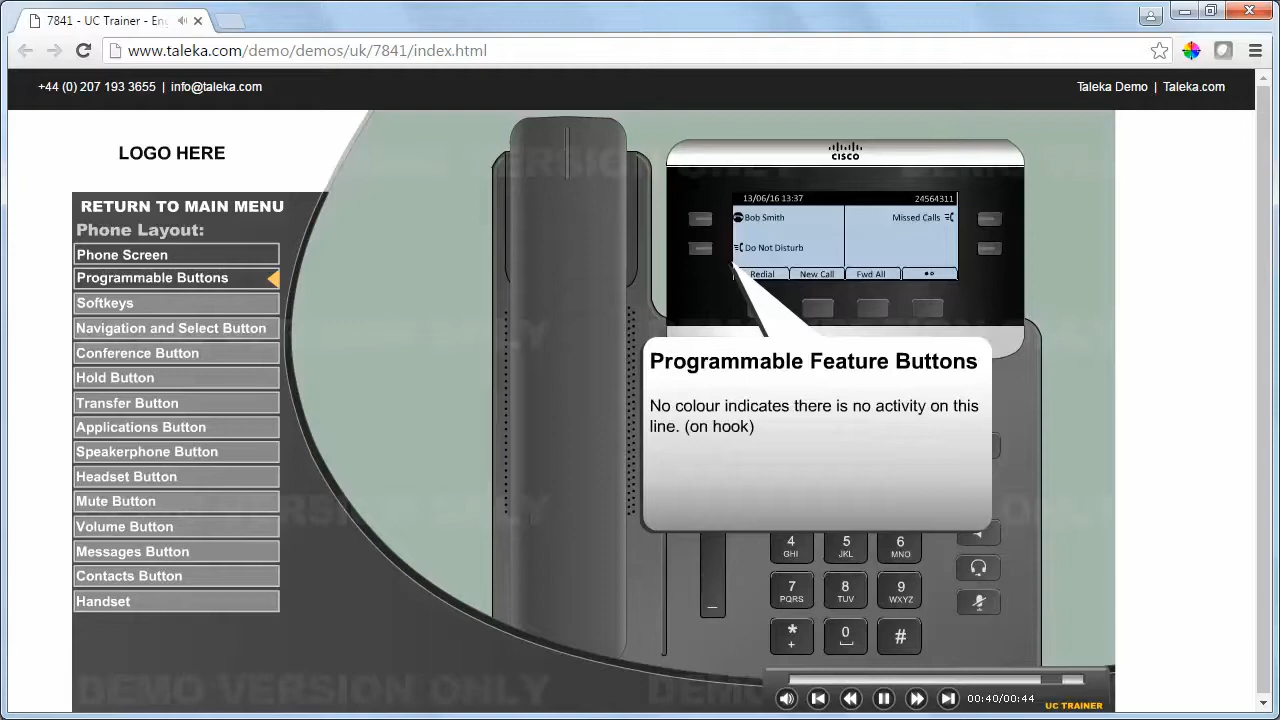 7841 - UC Trainer - En
www.taleka.com/demo/demos/uk/7841/index.html
+44 (0) 207 193 3655 | info@taleka.com
Taleka Demo | Taleka.com
LOGO HERE
RETURN TO MAIN MENU
Phone Layout:
Phone Screen
Programmable Buttons
Softkeys
Navigation and Select Button
Conference Button
Hold Button
Transfer Button
Applications Button
Speakerphone Button
Headset Button
Mute Button
Volume Button
Messages Button
Contacts Button
Handset
CISCO
13/06/16 13:37 24564311
Bob Smith Missed Calls
Do Not Disturb
Redial New Call Fwd All
Programmable Feature Buttons
No colour indicates there is no activity on this
line. (on hook)
4 5 6
GHI JKL MNO
7 8 9
PQRS TUV WXYZ
* 0 #
+
DEMO VERSION ONLY
00:40/00:44
UC TRAINER